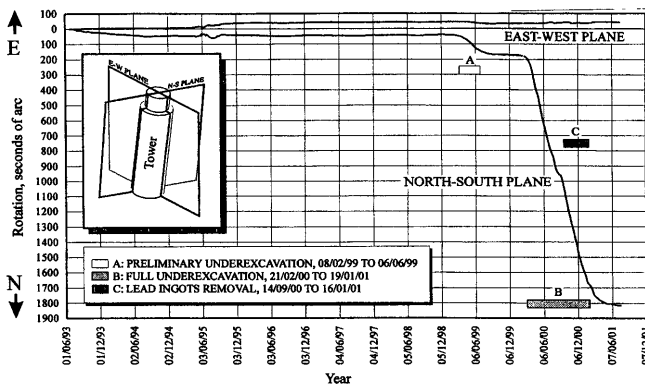 100
0
100
200
300
400
500
600
700
800
900
1000
1100
1200
1300
1400
1500
1600
1700
1800
1900
E
N
Rotation, seconds of arc
E-W PLANE
N-S PLANE
Tower
EAST-WEST PLANE
A
C
NORTH-SOUTH PLANE
A: PRELIMINARY UNDEREXCAVATION, 08/02/99 TO 06/06/99
B: FULL UNDEREXCAVATION, 21/02/00 TO 19/01/01
C: LEAD INGOTS REMOVAL, 14/09/00 TO 16/01/01
B
01/06/93
01/12/93
02/06/94
02/12/94
03/06/95
03/12/95
03/06/96
03/12/96
04/06/97
04/12/97
05/06/98
05/12/98
06/06/99
06/12/99
06/06/00
06/12/00
07/06/01
Year